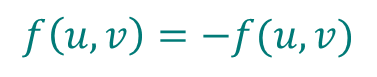 f(u, v) = −f(u, v)